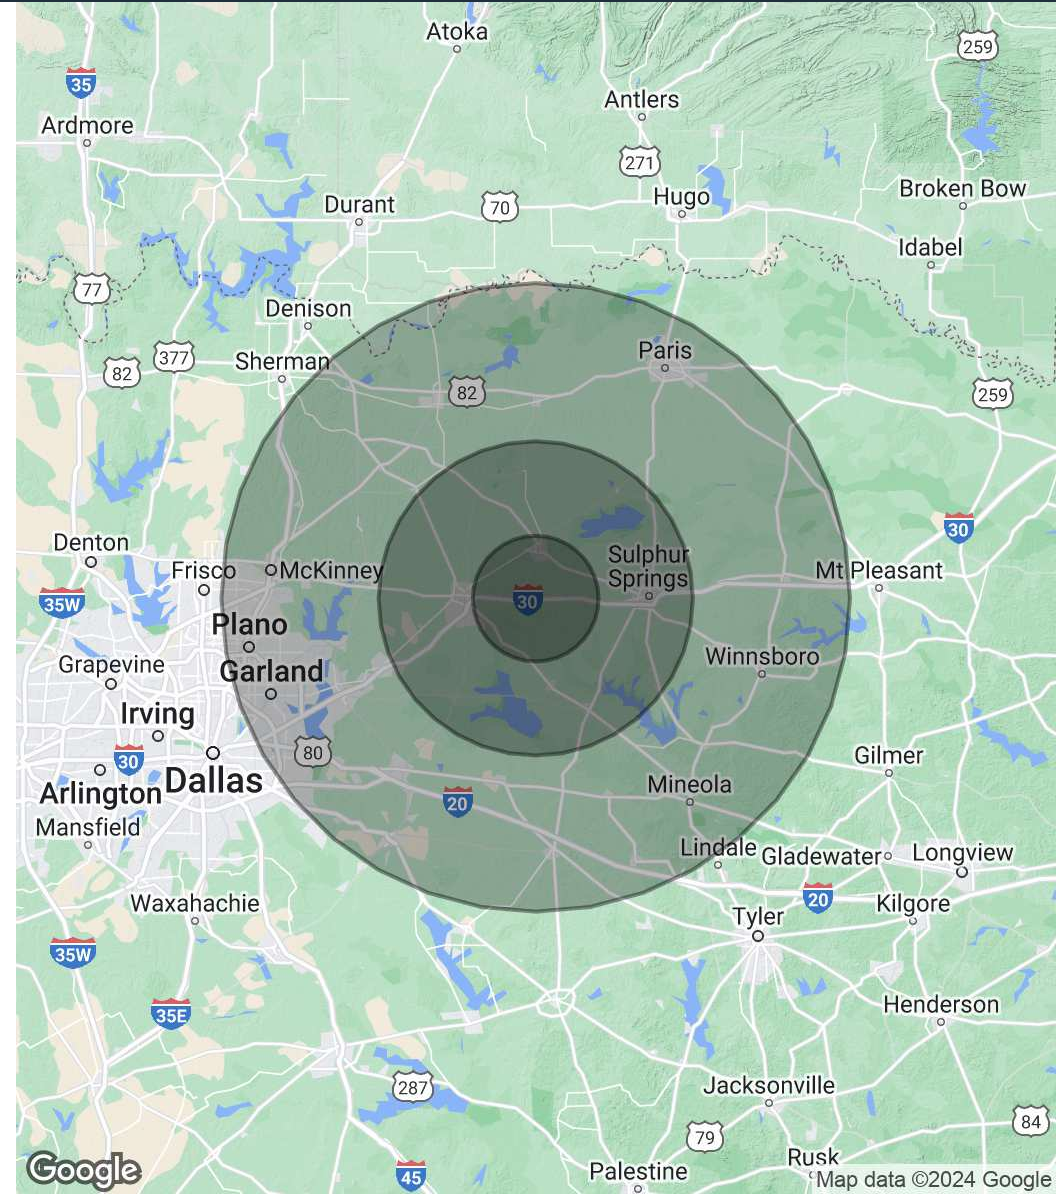 Atoka
259
35
Antlers
Ardmore
271
Broken Bow
Hugo
Durant
70
Idabel
77
Denison
Paris
377
Sherman
82
82
259
30
Denton
Sulphur
Springs
Frisco
McKinney
Mt Pleasant
35W
30
Plano
Winnsboro
Grapevine
Garland
Irving
80
Gilmer
30
Dallas
Arlington
20
Mineola
Mansfield
Lindale
Gladewater
Longview
20
Waxahachie
Kilgore
Tyler
35W
Henderson
35E
287
Jacksonville
84
79
Rusk
Google
45
Palestine
Map data ©2024 Google